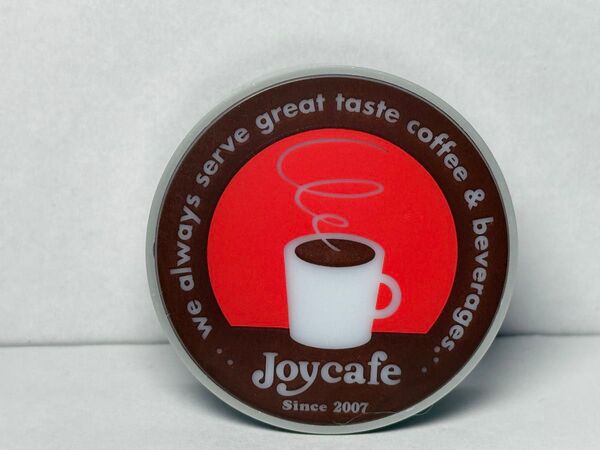 ... we always serve great taste coffee & beverages...
Joycafe
Since 2007